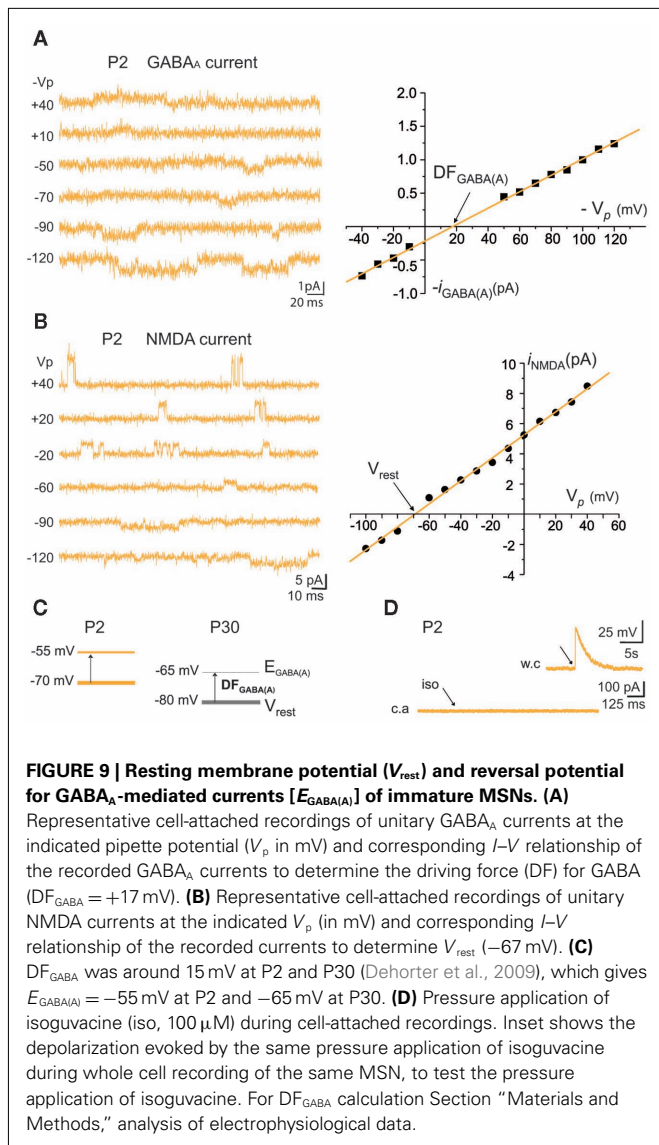 A
P2 GABAA current
-Vp
+40
+10
-50
-70
-90
-120
1pA
20 ms
2.0
1.5
1.0
0.5
-0.5
-1.0
DF GABA(A)
- Vp (mV)
-40 -20 0 20 40 60 80 100 120
-iGABA(A)(pA)
B
P2 NMDA current
Vp
+40
+20
-20
-60
-90
-120
5 pA
10 ms
iNMDA(pA)
10
8
6
4
2
-2
-4
Vrest
Vp (mV)
-100 -80 -60 -40 -20 0 20 40 60
C
P2 P30
-55 mV
-70 mV
-65 mV EGABA(A)
DFGABA(A)
-80 mV Vrest
D
P2
25 mV
5s
w.c
iso
100 pA
125 ms
c.a
FIGURE 9 | Resting membrane potential (Vrest) and reversal potential
for GABAA-mediated currents [EGABA(A)] of immature MSNs. (A)
Representative cell-attached recordings of unitary GABAA currents at the
indicated pipette potential (Vp in mV) and corresponding I–V relationship of
the recorded GABAA currents to determine the driving force (DF) for GABA
(DFGABA = +17 mV). (B) Representative cell-attached recordings of unitary
NMDA currents at the indicated Vp (in mV) and corresponding I–V
relationship of the recorded currents to determine Vrest (−67 mV). (C)
DFGABA was around 15 mV at P2 and P30 (Dehorter et al., 2009), which gives
EGABA(A) = −55 mV at P2 and −65 mV at P30. (D) Pressure application of
isoguvacine (iso, 100 μM) during cell-attached recordings. Inset shows the
depolarization evoked by the same pressure application of isoguvacine
during whole cell recording of the same MSN, to test the pressure
application of isoguvacine. For DFGABA calculation Section "Materials and
Methods," analysis of electrophysiological data.